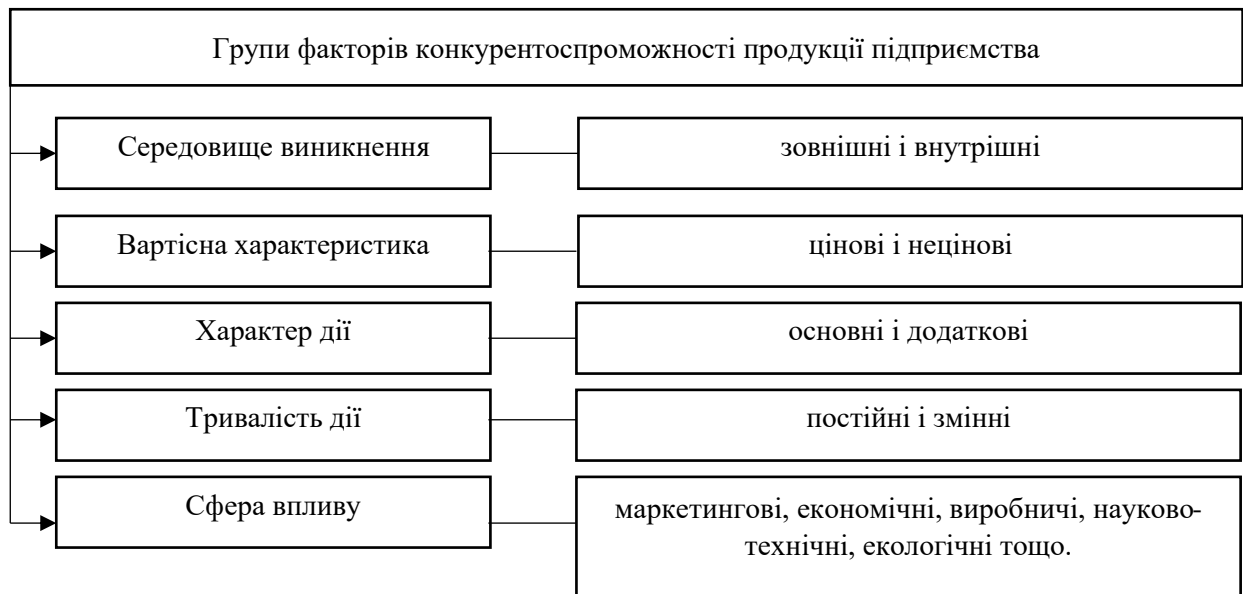 Групи факторів конкурентоспроможності продукції підприємства
Середовище виникнення
зовнішні і внутрішні
Вартісна характеристика
цінові і нецінові
Характер дії
основні і додаткові
Тривалість дії
постійні і змінні
Сфера впливу
маркетингові, економічні, виробничі, науково-
технічні, екологічні тощо.